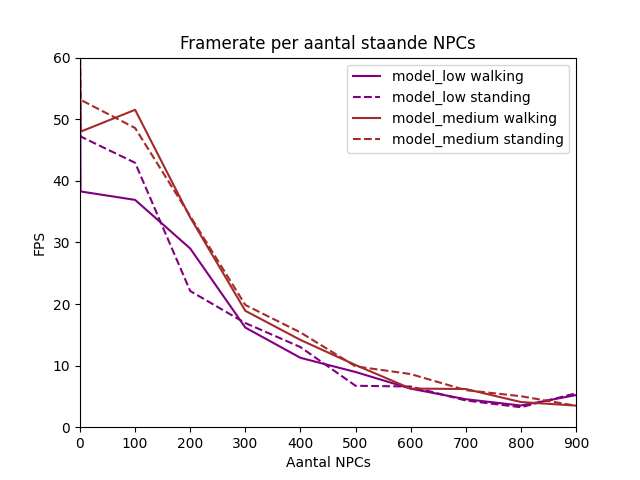 Framerate per aantal staande NPCs
model_low walking
model_low standing
model_medium walking
model_medium standing
FPS
60
50
40
30
20
10
0
0 100 200 300 400 500 600 700 800 900
Aantal NPCs